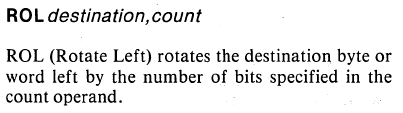 ROL destination,count
ROL (Rotate Left) rotates the destination byte or
word left by the number of bits specified in the
count operand.